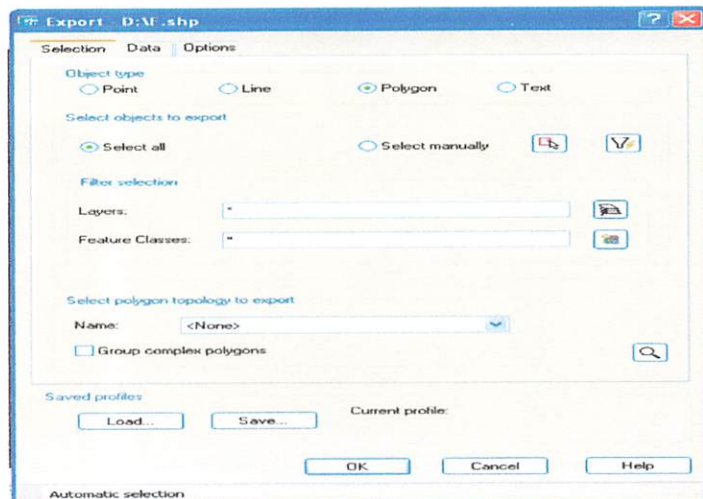 Export D:\F.shp
Selection Data Options
Object type
Point Line Polygon Text
Select objects to export
Select all Select manually
Filter selection
Layers: *
Feature Classes: *
Select polygon topology to export
Name: <None>
Group complex polygons
Saved profiles
Load... Save... Current profile:
OK Cancel Help
Automatic selection